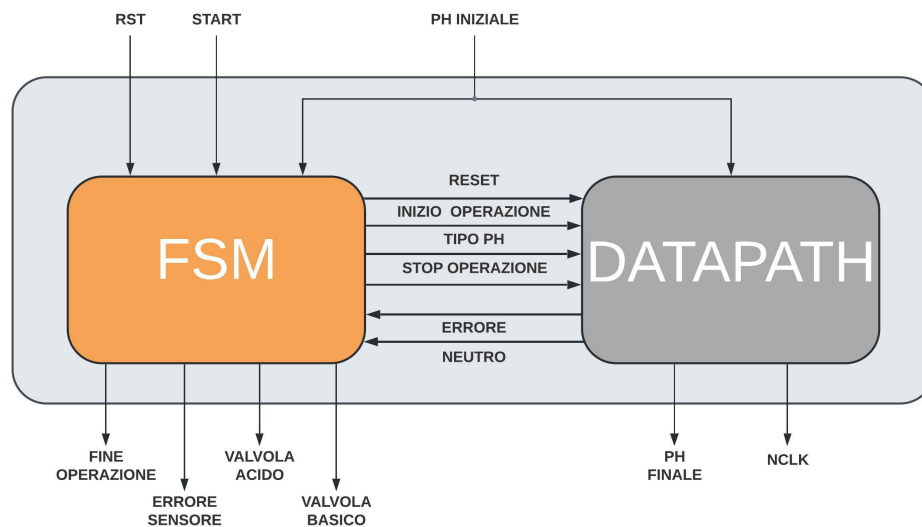 RST
START
PH INIZIALE
RESET
INIZIO OPERAZIONE
TIPO PH
STOP OPERAZIONE
FSM
DATAPATH
ERRORE
NEUTRO
FINE
OPERAZIONE
ERRORE
SENSORE
VALVOLA
ACIDO
VALVOLA
BASICO
PH
FINALE
NCLK